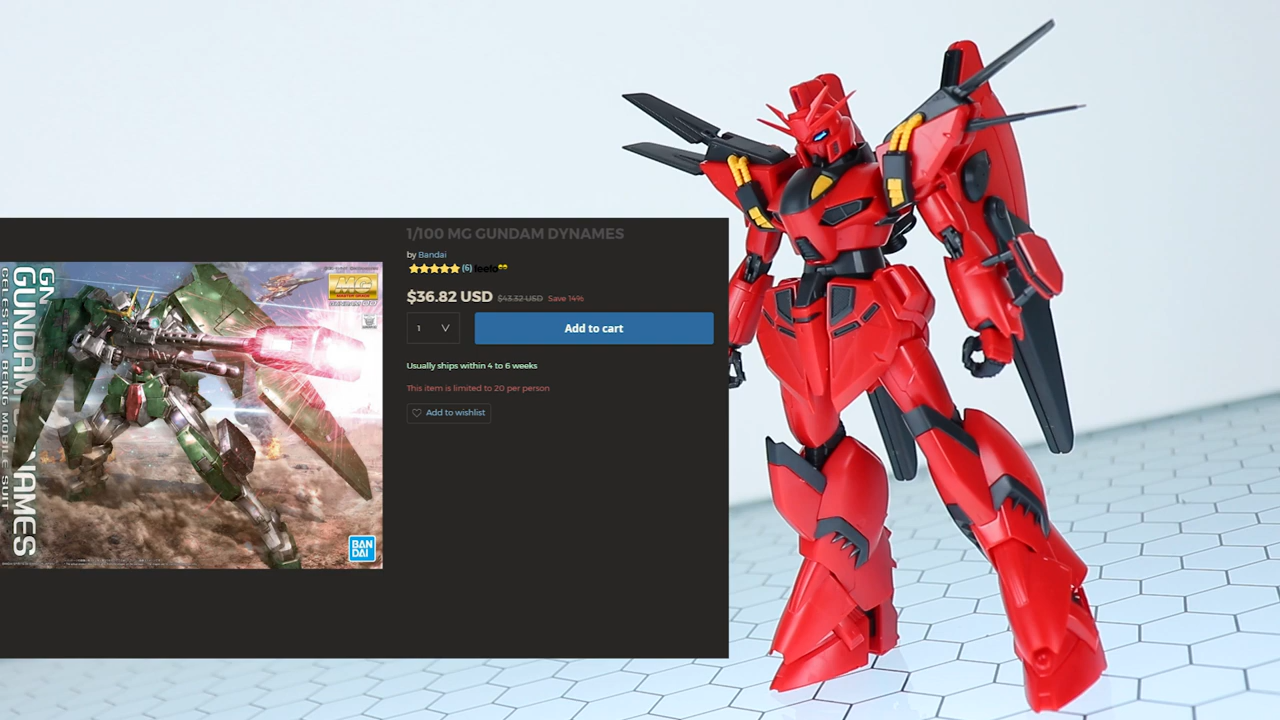 1/100 MG GUNDAM DYNAMES
by Bandai
(6)
$36.82 USD $43.32 USD Save 14%
1
Add to cart
Usually ships within 4 to 6 weeks
This item is limited to 20 per person
Add to wishlist
GN
GUNDAM DYNAMES
CELESTIAL BEING MOBILE SUIT
MG
BAN
DAI